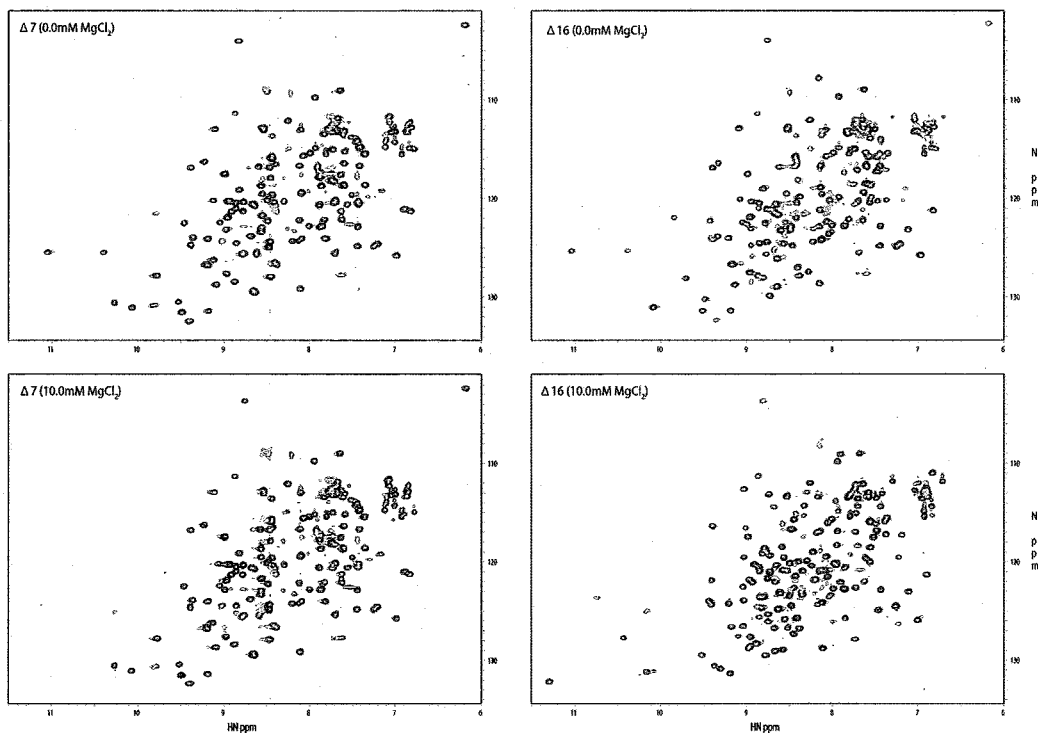 Δ 7 (0.0mM MgCl₂)
110
120
130
11 10 9 8 7 6
Δ 16 (0.0mM MgCl₂)
110
N
p
p
m
120
130
11 10 9 8 7 6
Δ 7 (10.0mM MgCl₂)
110
120
130
11 10 9 8 7 6
HN ppm
Δ 16 (10.0mM MgCl₂)
110
N
p
p
m
120
130
11 10 9 8 7 6
HN ppm